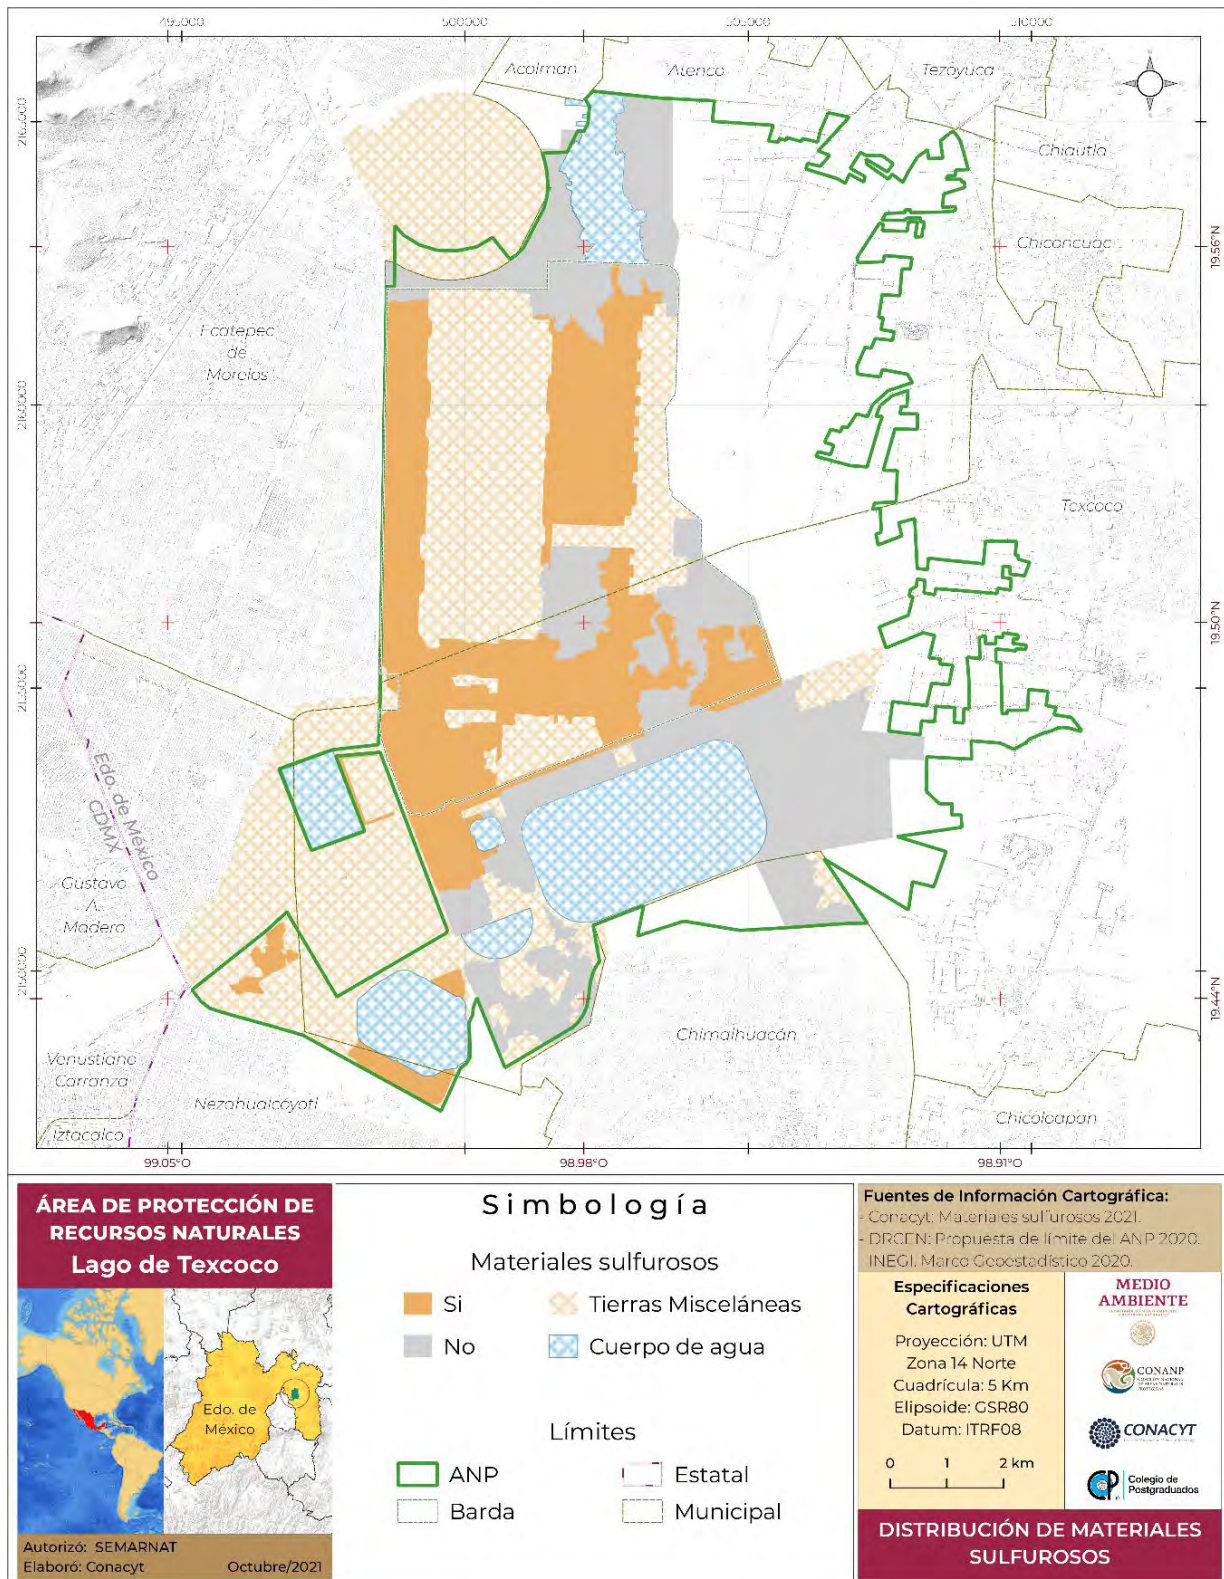 495000
500000
505000
510000
Acolman
Atenco
Tezoyuca
2165000
Chiautla
Chiconcuac
19.56°N
Ecatepec
de
Morelos
2160000
Texcoco
19.50°N
2155000
Edo. de México
CDMX
Gustavo
A.
Madero
2150000
19.44°N
Chimalhuacán
Venustiano
Carranza
Nezahualcóyotl
Iztacalco
Chicoloapan
99.05°O
98.98°O
98.91°O
ÁREA DE PROTECCIÓN DE
RECURSOS NATURALES
Lago de Texcoco
Edo. de
México
Autorizó: SEMARNAT
Elaboró: Conacyt
Octubre/2021
Simbología
Materiales sulfurosos
Si
Tierras Misceláneas
No
Cuerpo de agua
Límites
ANP
Estatal
Barda
Municipal
Fuentes de Información Cartográfica:
- Conacyt: Materiales sulfurosos 2021.
- DRCEN: Propuesta de límite del ANP 2020.
- INEGI. Marco Geoestadístico 2020.
Especificaciones
Cartográficas
Proyección: UTM
Zona 14 Norte
Cuadrícula: 5 Km
Elipsoide: GSR80
Datum: ITRF08
0 1 2 km
MEDIO
AMBIENTE
CONANP
CONACYT
Colegio de
Postgraduados
DISTRIBUCIÓN DE MATERIALES
SULFUROSOS